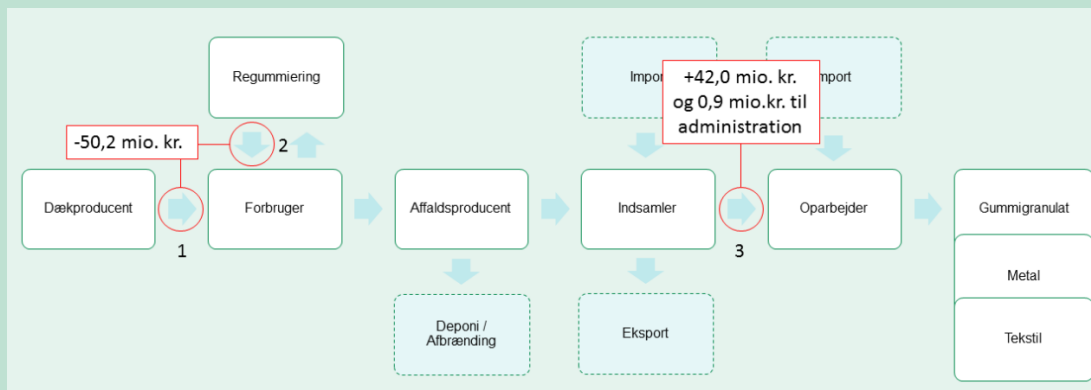 Regummiering
Import
+42,0 mio. kr.
og 0,9 mio.kr. til
administration
mport
-50,2 mio. kr.
2
Dækproducent
Forbruger
Affaldsproducent
Indsamler
Oparbejder
Gummigranulat
1
3
Metal
Deponi /
Afbrænding
Eksport
Tekstil